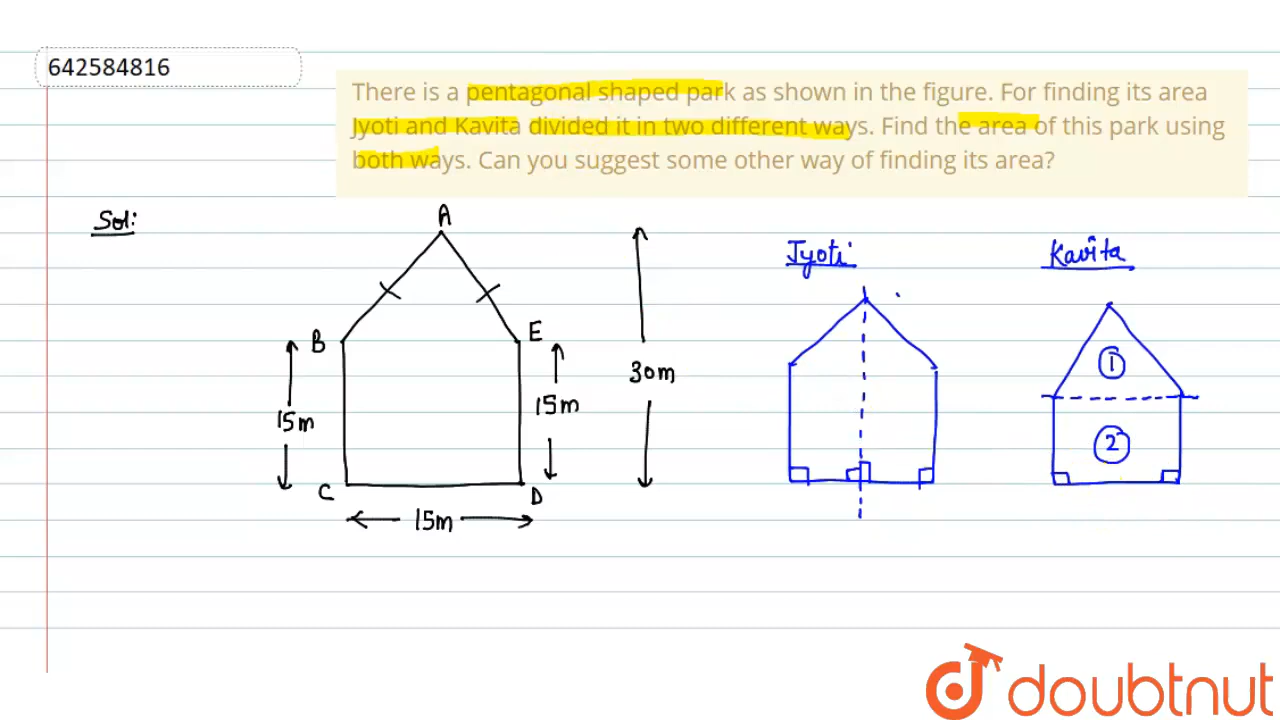 642584816
There is a pentagonal shaped park as shown in the figure. For finding its area
Jyoti and Kavita divided it in two different ways. Find the area of this park using
both ways. Can you suggest some other way of finding its area?
Sol:
A
B
E
15m
15m
30m
C
D
15m
Jyoti
Kavita
1
2
doubtnut